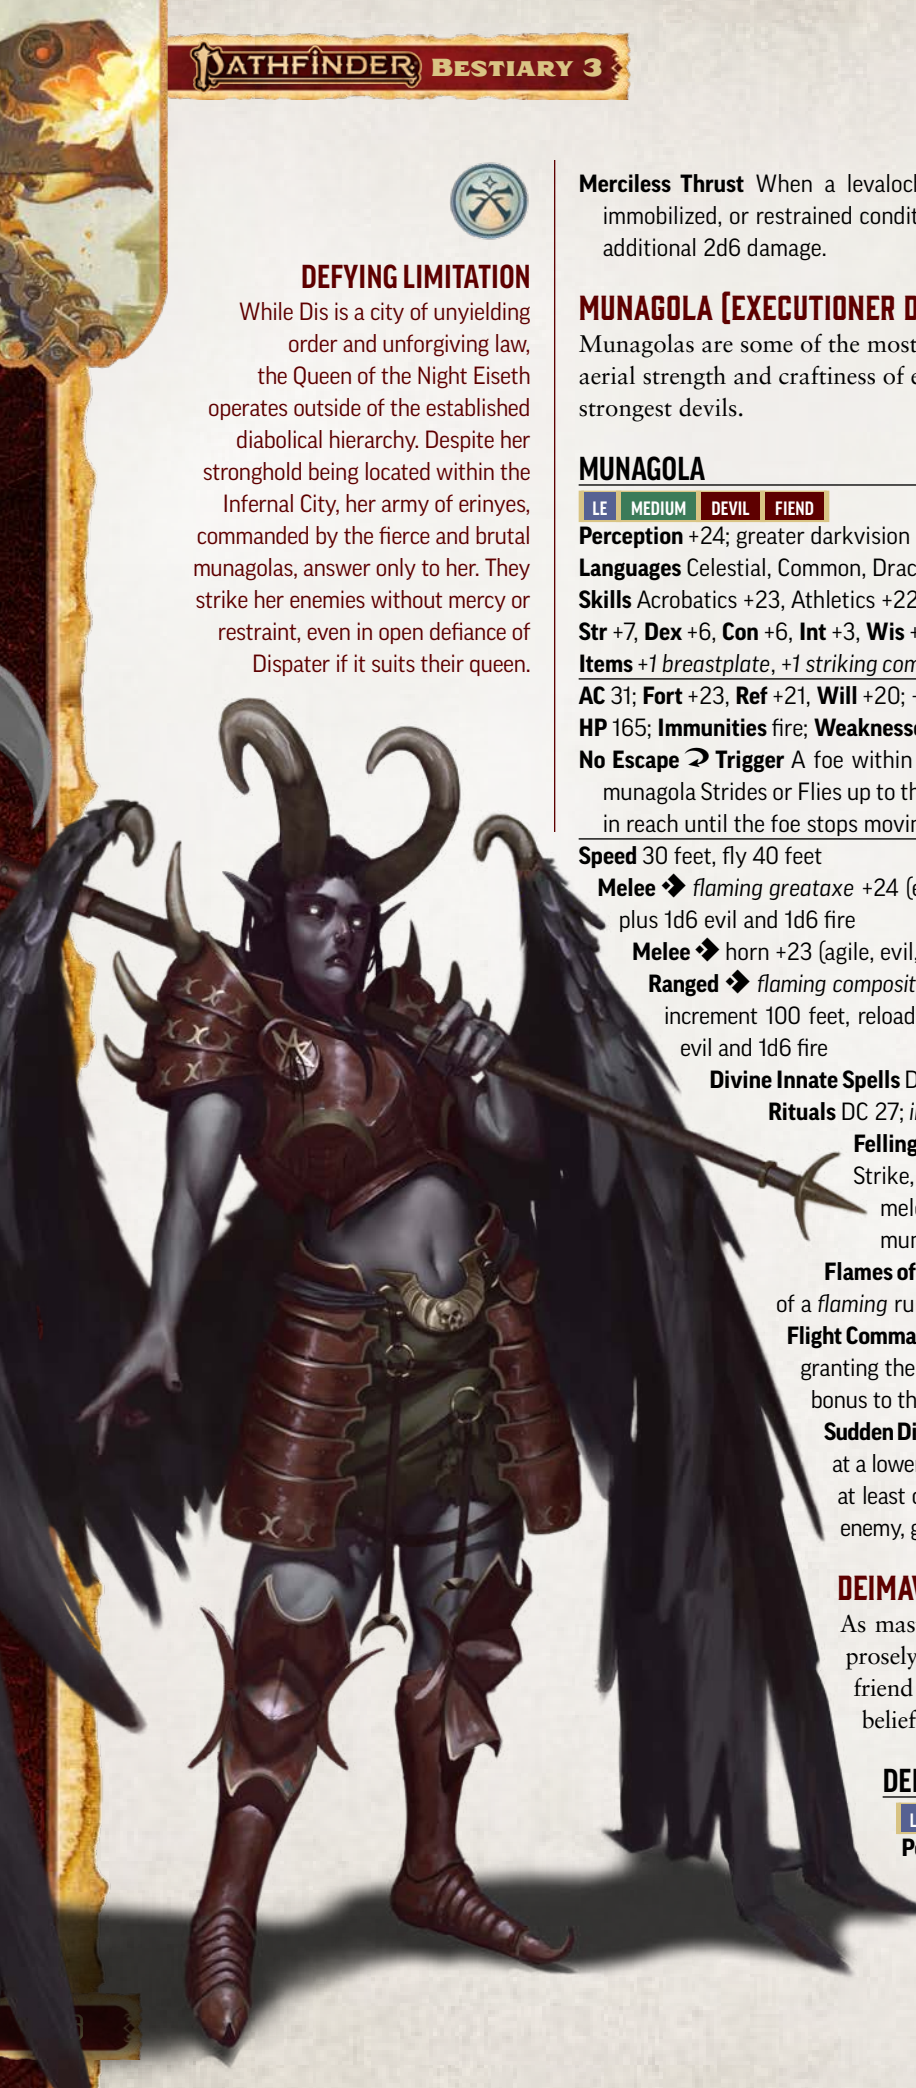 PATHFINDER BESTIARY 3
DEFYING LIMITATION
While Dis is a city of unyielding
order and unforgiving law,
the Queen of the Night Eiseth
operates outside of the established
diabolical hierarchy. Despite her
stronghold being located within the
Infernal City, her army of erinyes,
commanded by the fierce and brutal
munagolas, answer only to her. They
strike her enemies without mercy or
restraint, even in open defiance of
Dispater if it suits their queen.
Merciless Thrust When a levaloch
immobilized, or restrained condit
additional 2d6 damage.
MUNAGOLA (EXECUTIONER D
Munagolas are some of the most
aerial strength and craftiness of e
strongest devils.
MUNAGOLA
LE MEDIUM DEVIL FIEND
Perception +24; greater darkvision
Languages Celestial, Common, Drac
Skills Acrobatics +23, Athletics +22
Str +7, Dex +6, Con +6, Int +3, Wis +
Items +1 breastplate, +1 striking com
AC 31; Fort +23, Ref +21, Will +20; +
HP 165; Immunities fire; Weaknesse
No Escape Trigger A foe within
munagola Strides or Flies up to th
in reach until the foe stops movin
Speed 30 feet, fly 40 feet
Melee flaming greataxe +24 (e
plus 1d6 evil and 1d6 fire
Melee horn +23 (agile, evil,
Ranged flaming composit
increment 100 feet, reload
evil and 1d6 fire
Divine Innate Spells D
Rituals DC 27; i
Felling
Strike,
mel
mun
Flames of
of a flaming ru
Flight Comma
granting the
bonus to th
Sudden Di
at a lower
at least o
enemy, g
DEIMAV
As mas
prosely
friend
belief
DEI
L
Pe